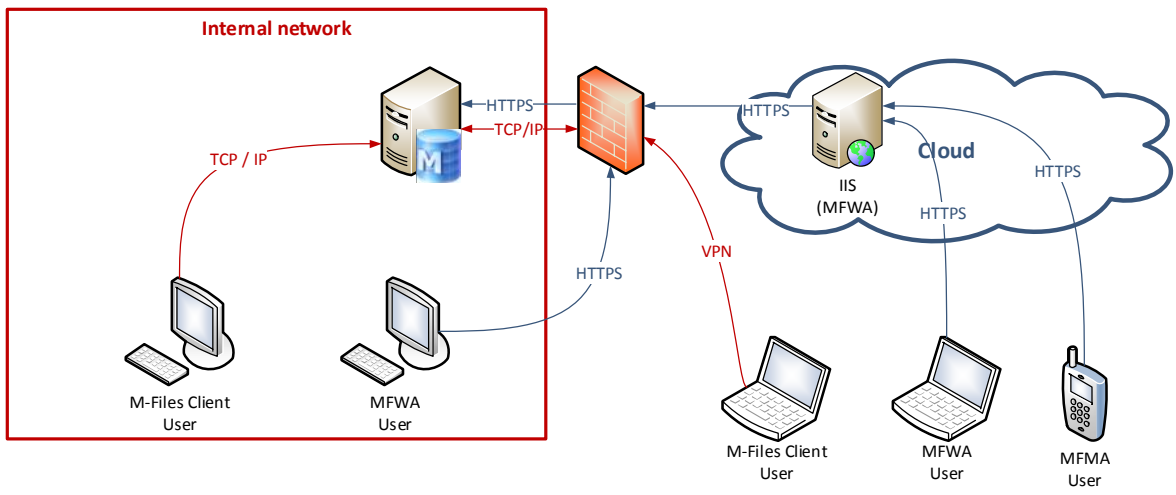 Internal network
HTTPS
TCP/IP
HTTPS
TCP / IP
M
Cloud
IIS
(MFWA)
HTTPS
HTTPS
VPN
HTTPS
M-Files Client
User
MFWA
User
M-Files Client
User
MFWA
User
MFMA
User